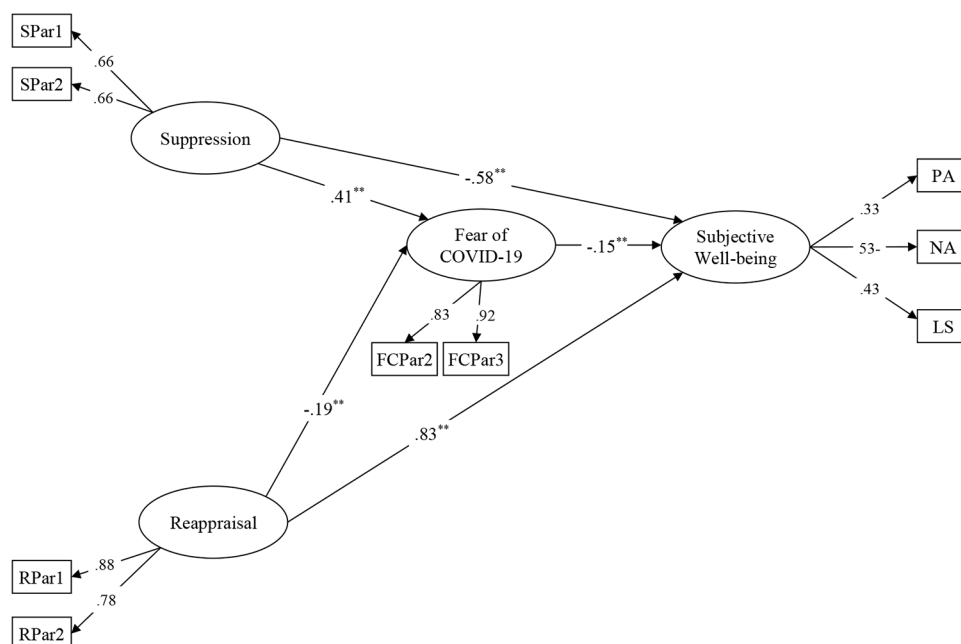 SPar1
.66
SPar2
.66
Suppression
-.58**
.41**
PA
.33
Fear of
COVID-19
-.15**
Subjective
Well-being
53-
NA
.43
LS
.83
.92
FCPar2
FCPar3
-.19**
.83**
Reappraisal
RPar1
.88
.78
RPar2